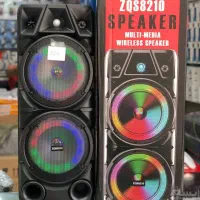 ZQS8210
SPEAKER
MULTI-MEDIA
WIRELESS SPEAKER